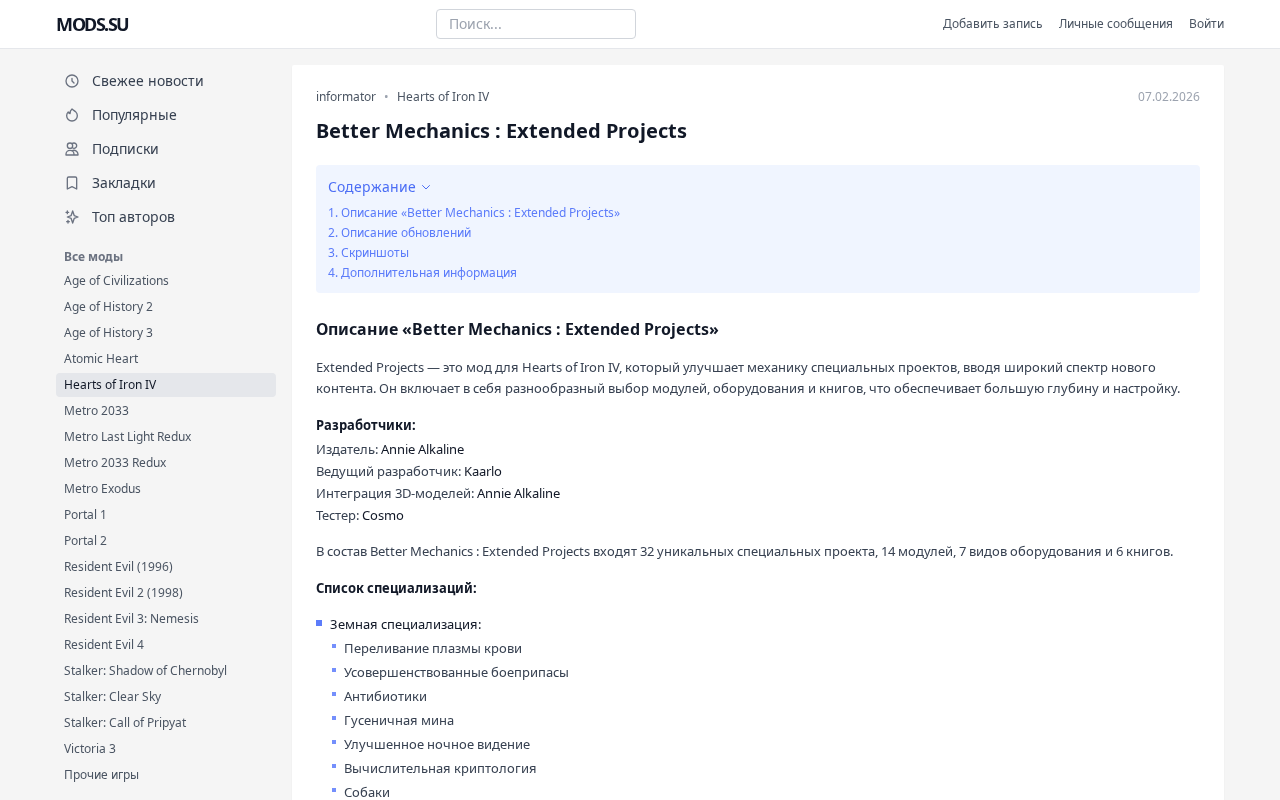 MODS.SU
Поиск...
Добавить запись
Личные сообщения
Войти
Свежее новости
Популярные
Подписки
Закладки
Топ авторов
Все моды
Age of Civilizations
Age of History 2
Age of History 3
Atomic Heart
Hearts of Iron IV
Metro 2033
Metro Last Light Redux
Metro 2033 Redux
Metro Exodus
Portal 1
Portal 2
Resident Evil (1996)
Resident Evil 2 (1998)
Resident Evil 3: Nemesis
Resident Evil 4
Stalker: Shadow of Chernobyl
Stalker: Clear Sky
Stalker: Call of Pripyat
Victoria 3
Прочие игры
informator • Hearts of Iron IV
07.02.2026
Better Mechanics : Extended Projects
Содержание
1. Описание «Better Mechanics : Extended Projects»
2. Описание обновлений
3. Скриншоты
4. Дополнительная информация
Описание «Better Mechanics : Extended Projects»
Extended Projects — это мод для Hearts of Iron IV, который улучшает механику специальных проектов, вводя широкий спектр нового
контента. Он включает в себя разнообразный выбор модулей, оборудования и книгов, что обеспечивает большую глубину и настройку.
Разработчики:
Издатель: Annie Alkaline
Ведущий разработчик: Kaarlo
Интеграция 3D-моделей: Annie Alkaline
Тестер: Cosmo
В состав Better Mechanics : Extended Projects входят 32 уникальных специальных проекта, 14 модулей, 7 видов оборудования и 6 книгов.
Список специализаций:
Земная специализация:
Переливание плазмы крови
Усовершенствованные боеприпасы
Антибиотики
Гусеничная мина
Улучшенное ночное видение
Вычислительная криптология
Собаки